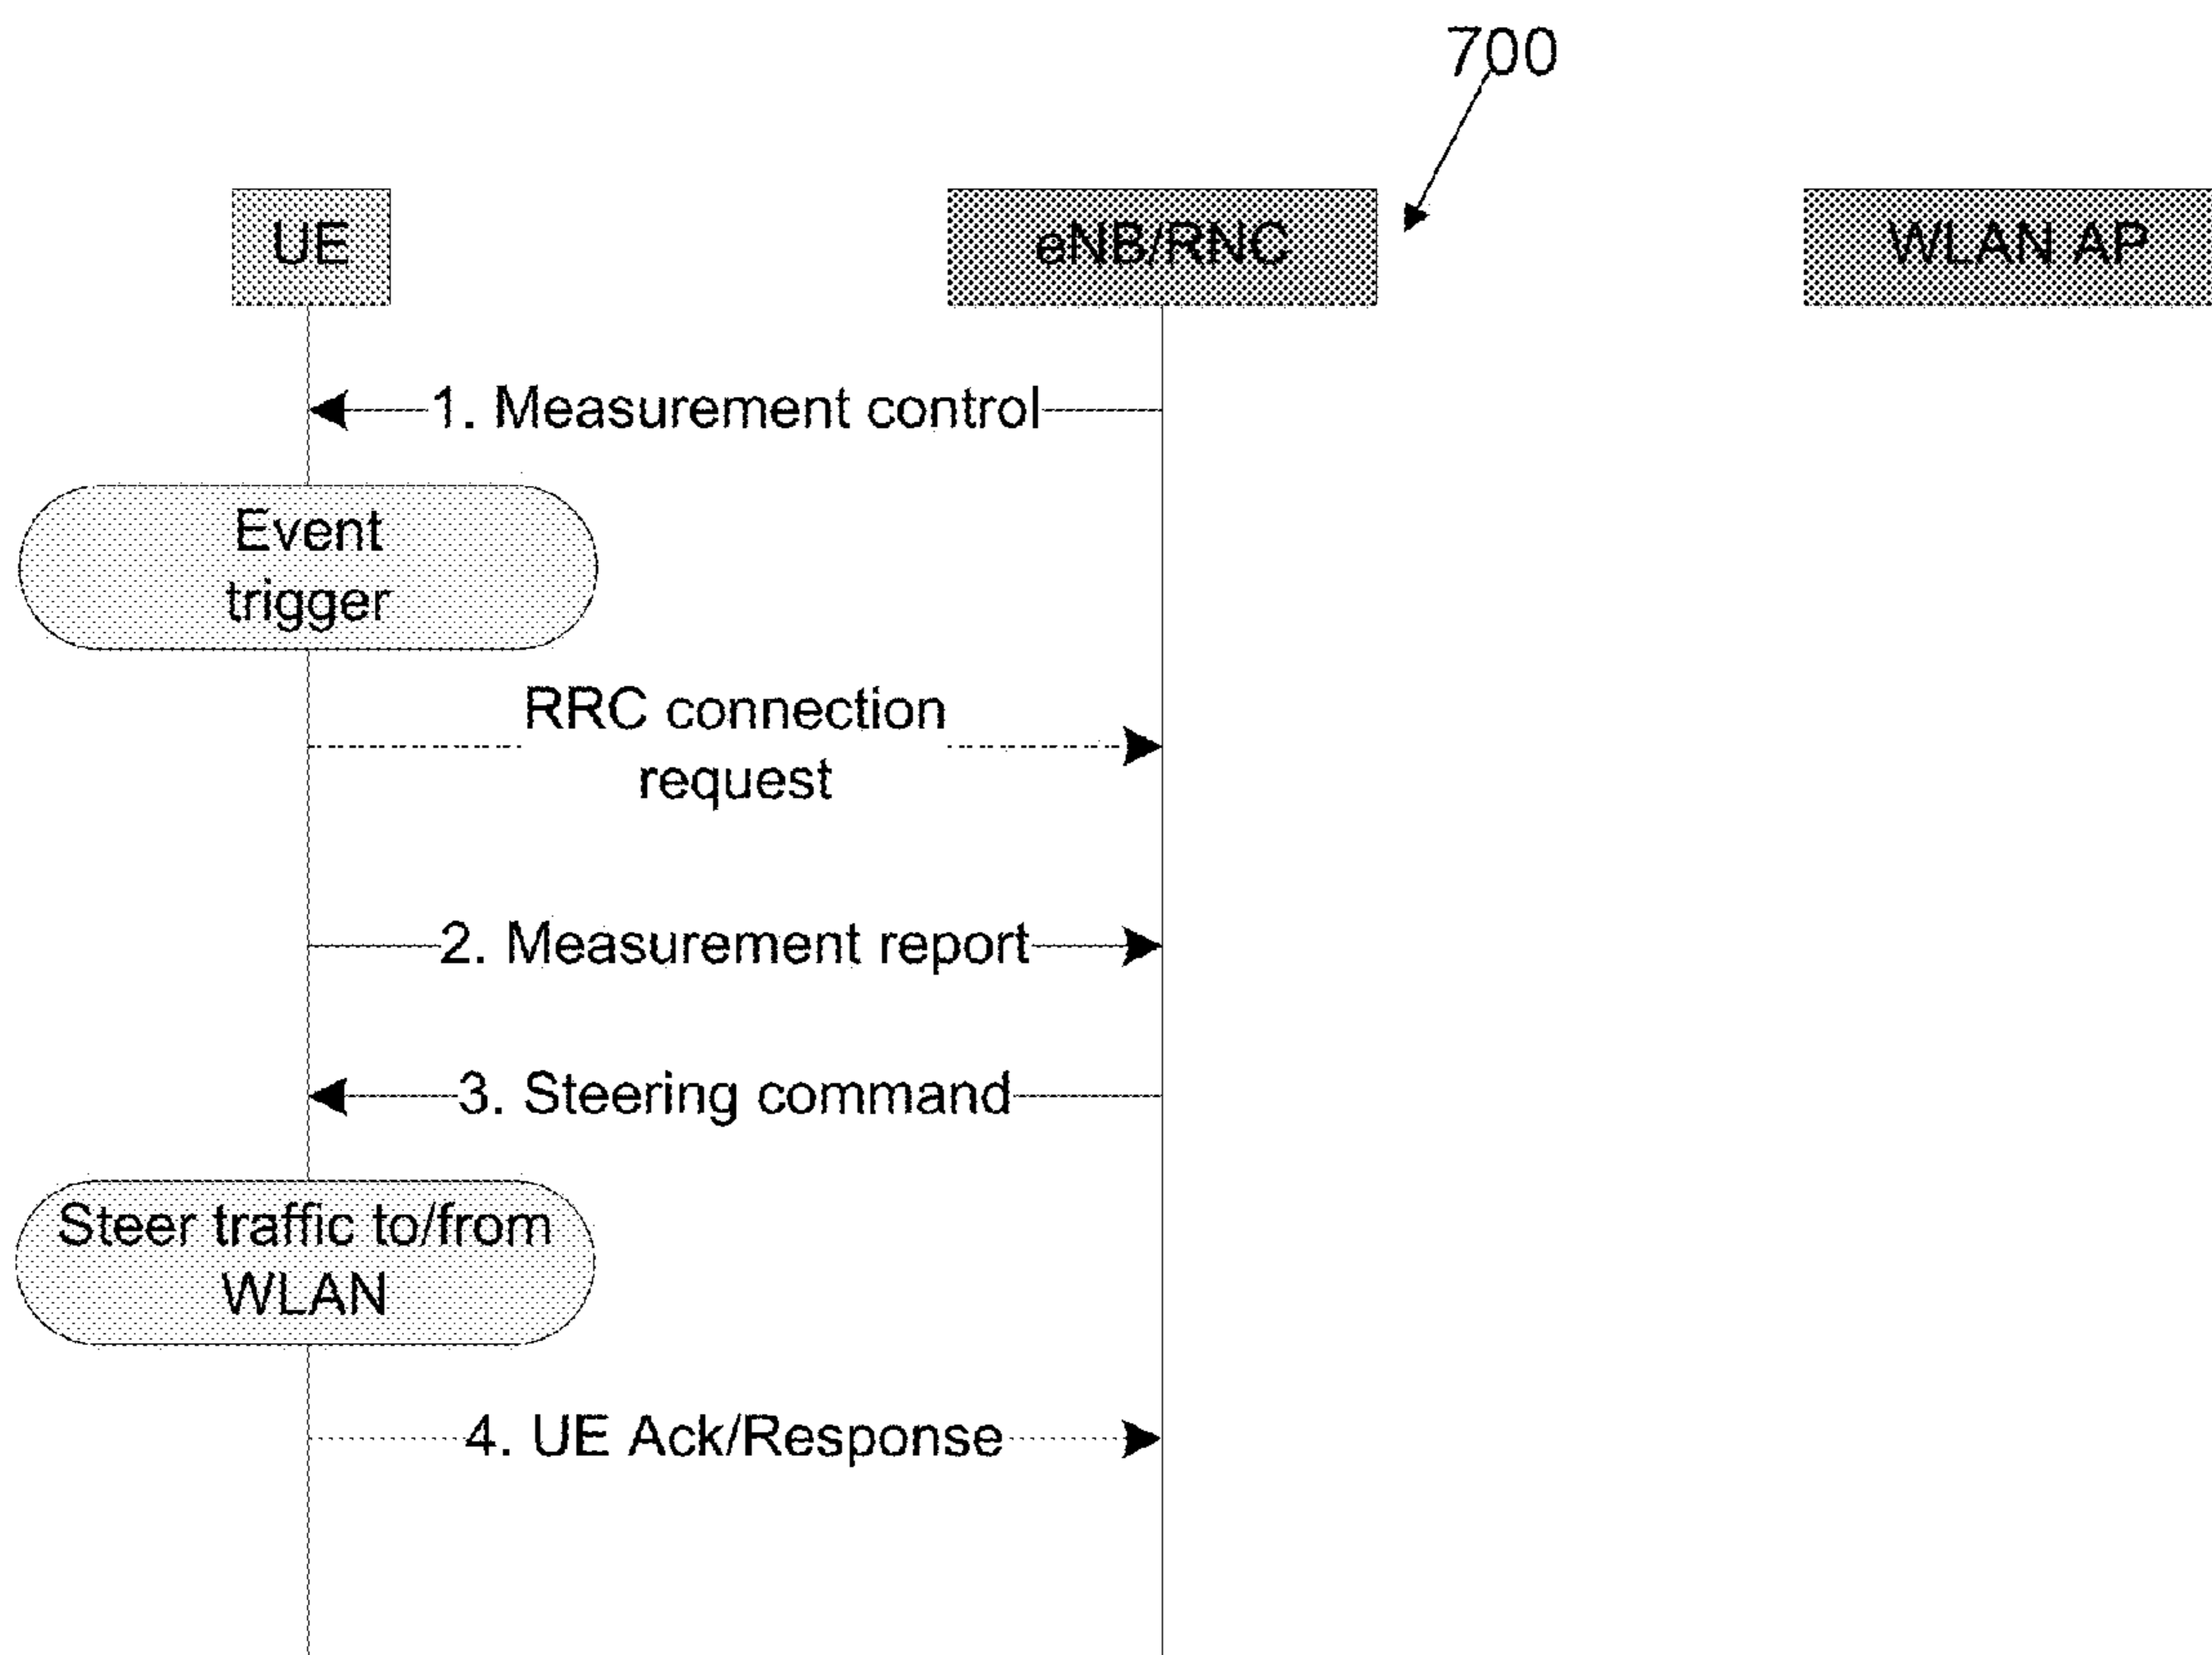 700
UE
eNB/RNC
WLAN AP
1. Measurement control
Event
trigger
RRC connection
request
2. Measurement report
3. Steering command
Steer traffic to/from
WLAN
4. UE Ack/Response